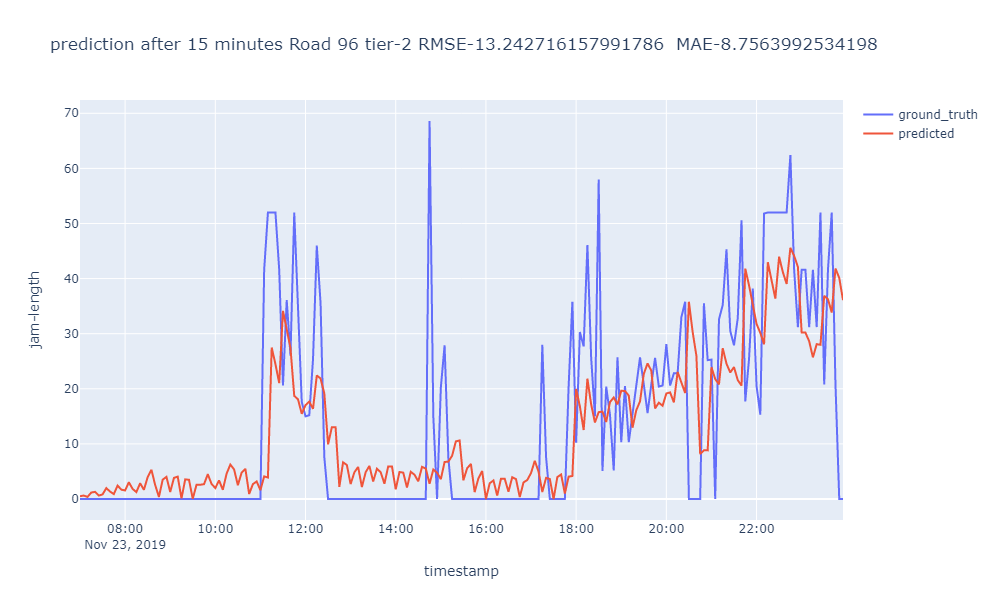 prediction after 15 minutes Road 96 tier-2 RMSE-13.242716157991786  MAE-8.7563992534198
ground_truth
predicted
jam-length
70
60
50
40
30
20
10
0
08:00 10:00 12:00 14:00 16:00 18:00 20:00 22:00
Nov 23, 2019
timestamp